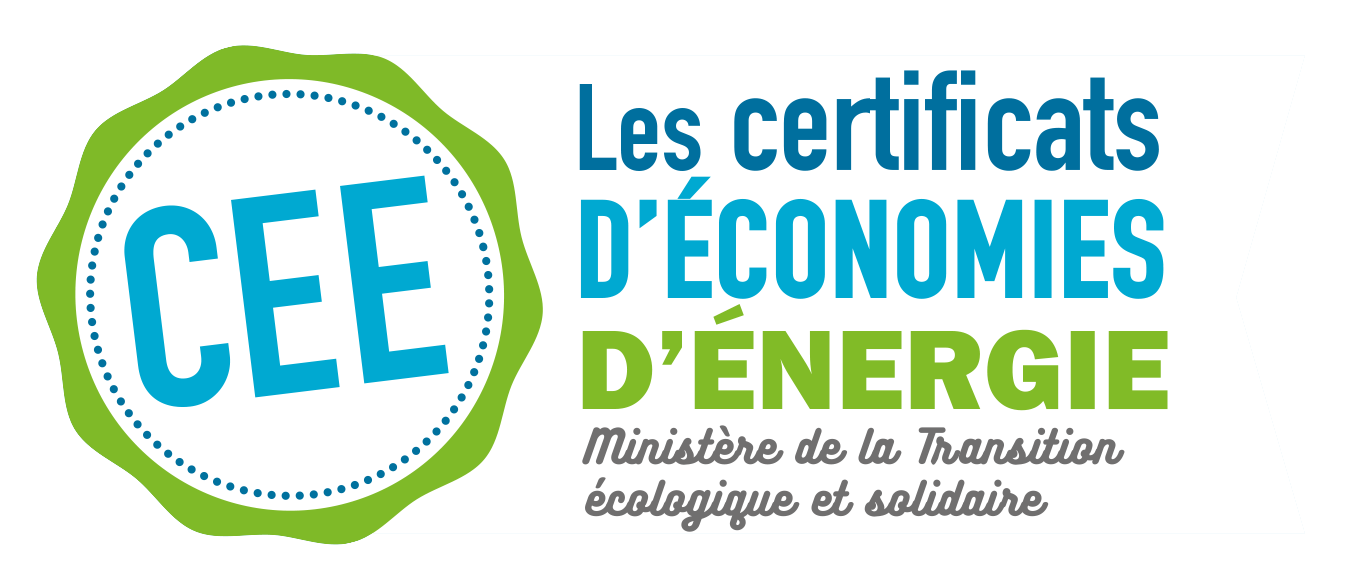 CEE
Les certificats
D'ÉCONOMIES
D'ÉNERGIE
Ministère de la Transition
écologique et solidaire